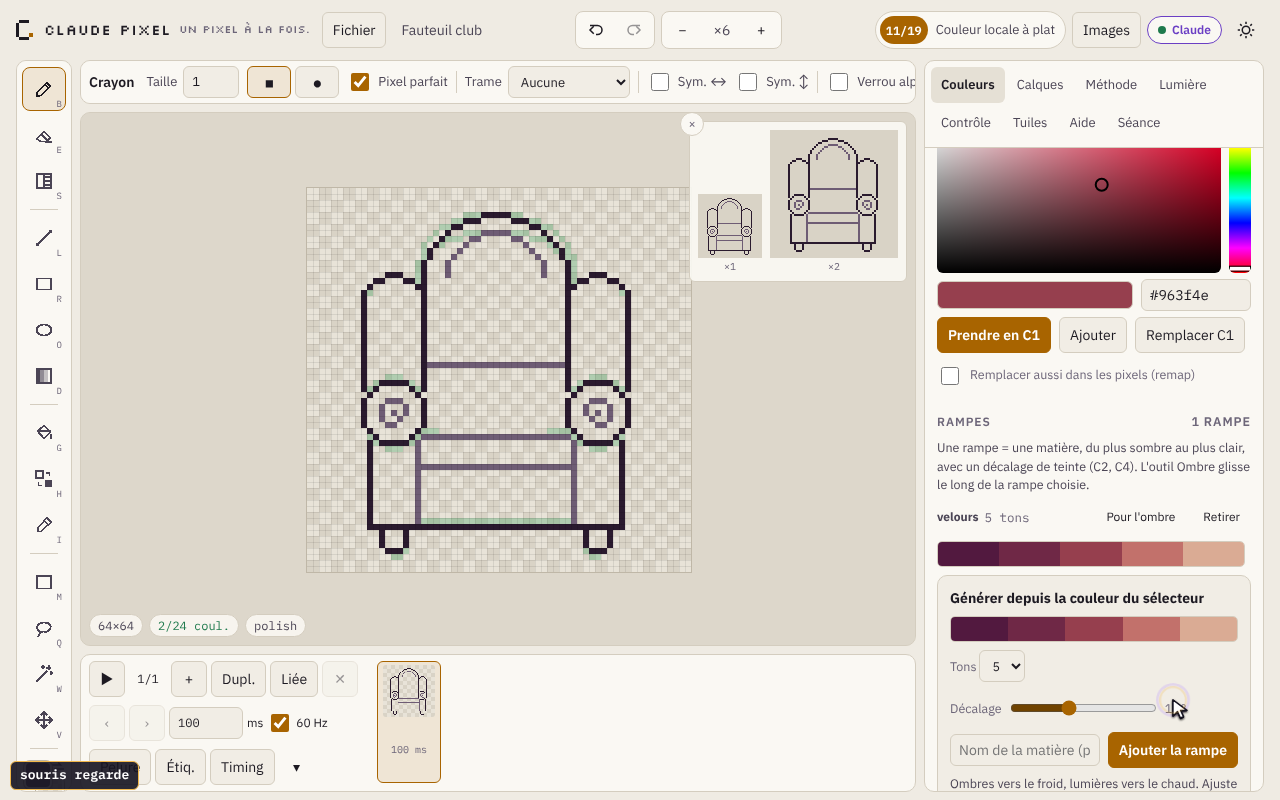 CLAUDE PIXEL UN PIXEL À LA FOIS. Fichier Fauteuil club − ×6 + 11/19 Couleur locale à plat Images Claude
Crayon Taille 1 Pixel parfait Trame Aucune Sym. Sym. Verrou alp
B
E
S
L
R
O
D
G
H
I
M
Q
W
V
×
×1 ×2
64×64 2/24 coul. polish
1/1 + Dupl. Liée ×
‹ › 100 ms 60 Hz
Étiq. Timing
100 ms
souris regarde
Couleurs Calques Méthode Lumière
Contrôle Tuiles Aide Séance
#963f4e
Prendre en C1 Ajouter Remplacer C1
Remplacer aussi dans les pixels (remap)
RAMPES 1 RAMPE
Une rampe = une matière, du plus sombre au plus clair,
avec un décalage de teinte (C2, C4). L'outil Ombre glisse
le long de la rampe choisie.
velours 5 tons Pour l'ombre Retirer
Générer depuis la couleur du sélecteur
Tons 5
Décalage
Nom de la matière (p Ajouter la rampe
Ombres vers le froid, lumières vers le chaud. Ajuste